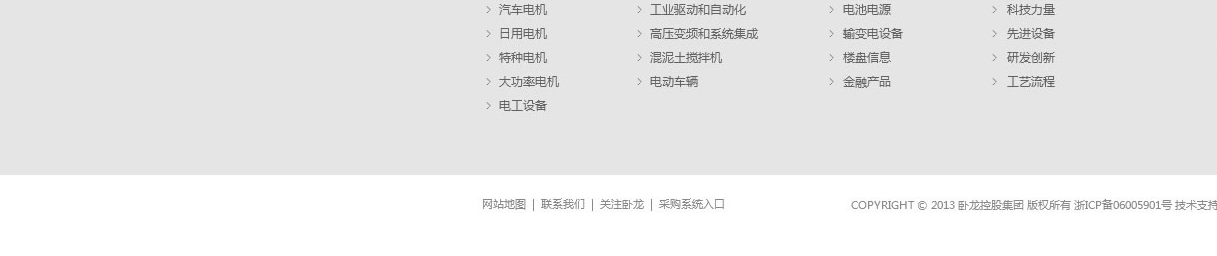 汽车电机 工业驱动和自动化 电池电源 科技力量
日用电机 高压变频和系统集成 输变电设备 先进设备
特种电机 混泥土搅拌机 楼盘信息 研发创新
大功率电机 电动车辆 金融产品 工艺流程
电工设备
网站地图 | 联系我们 | 关注卧龙 | 采购系统入口 COPYRIGHT © 2013 卧龙控股集团 版权所有 浙ICP备06005901号 技术支持